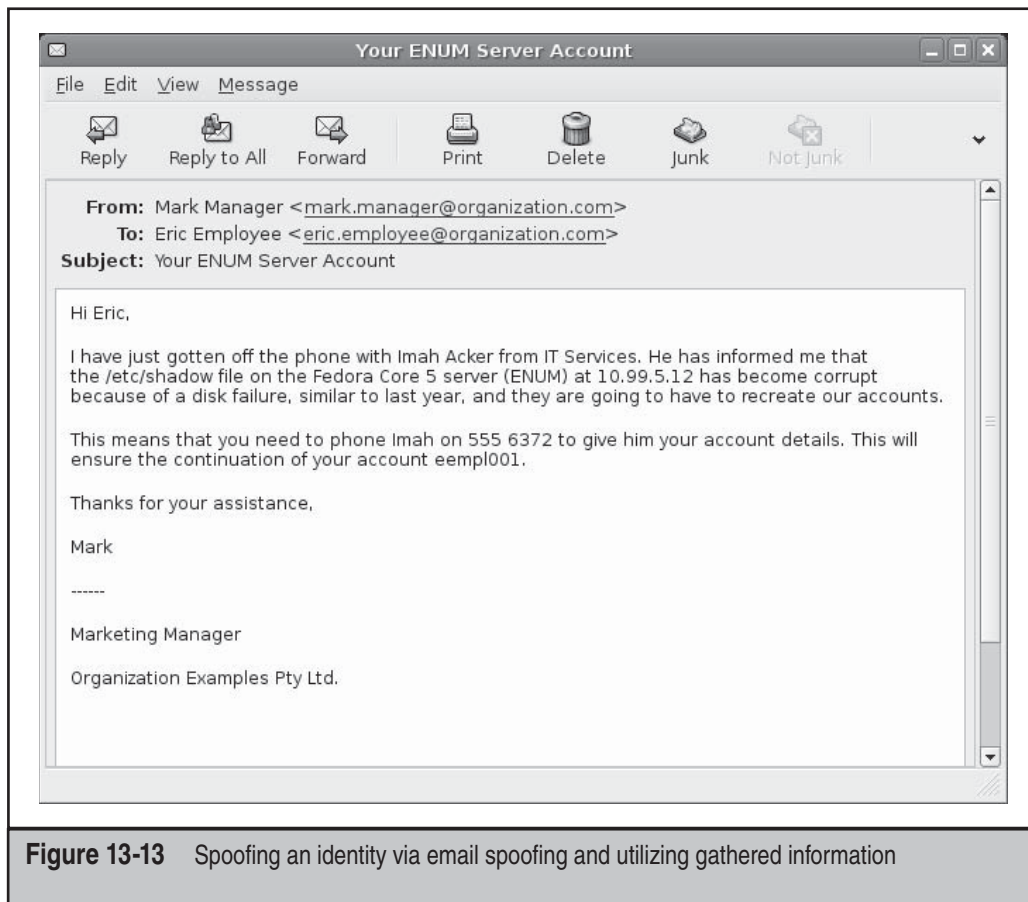 Your ENUM Server Account
File Edit View Message
Reply Reply to All Forward Print Delete Junk Not Junk
From: Mark Manager <mark.manager@organization.com>
To: Eric Employee <eric.employee@organization.com>
Subject: Your ENUM Server Account
Hi Eric,
I have just gotten off the phone with Imah Acker from IT Services. He has informed me that
the /etc/shadow file on the Fedora Core 5 server (ENUM) at 10.99.5.12 has become corrupt
because of a disk failure, similar to last year, and they are going to have to recreate our accounts.
This means that you need to phone Imah on 555 6372 to give him your account details. This will
ensure the continuation of your account eempl001.
Thanks for your assistance,
Mark
------
Marketing Manager
Organization Examples Pty Ltd.
Figure 13-13 Spoofing an identity via email spoofing and utilizing gathered information